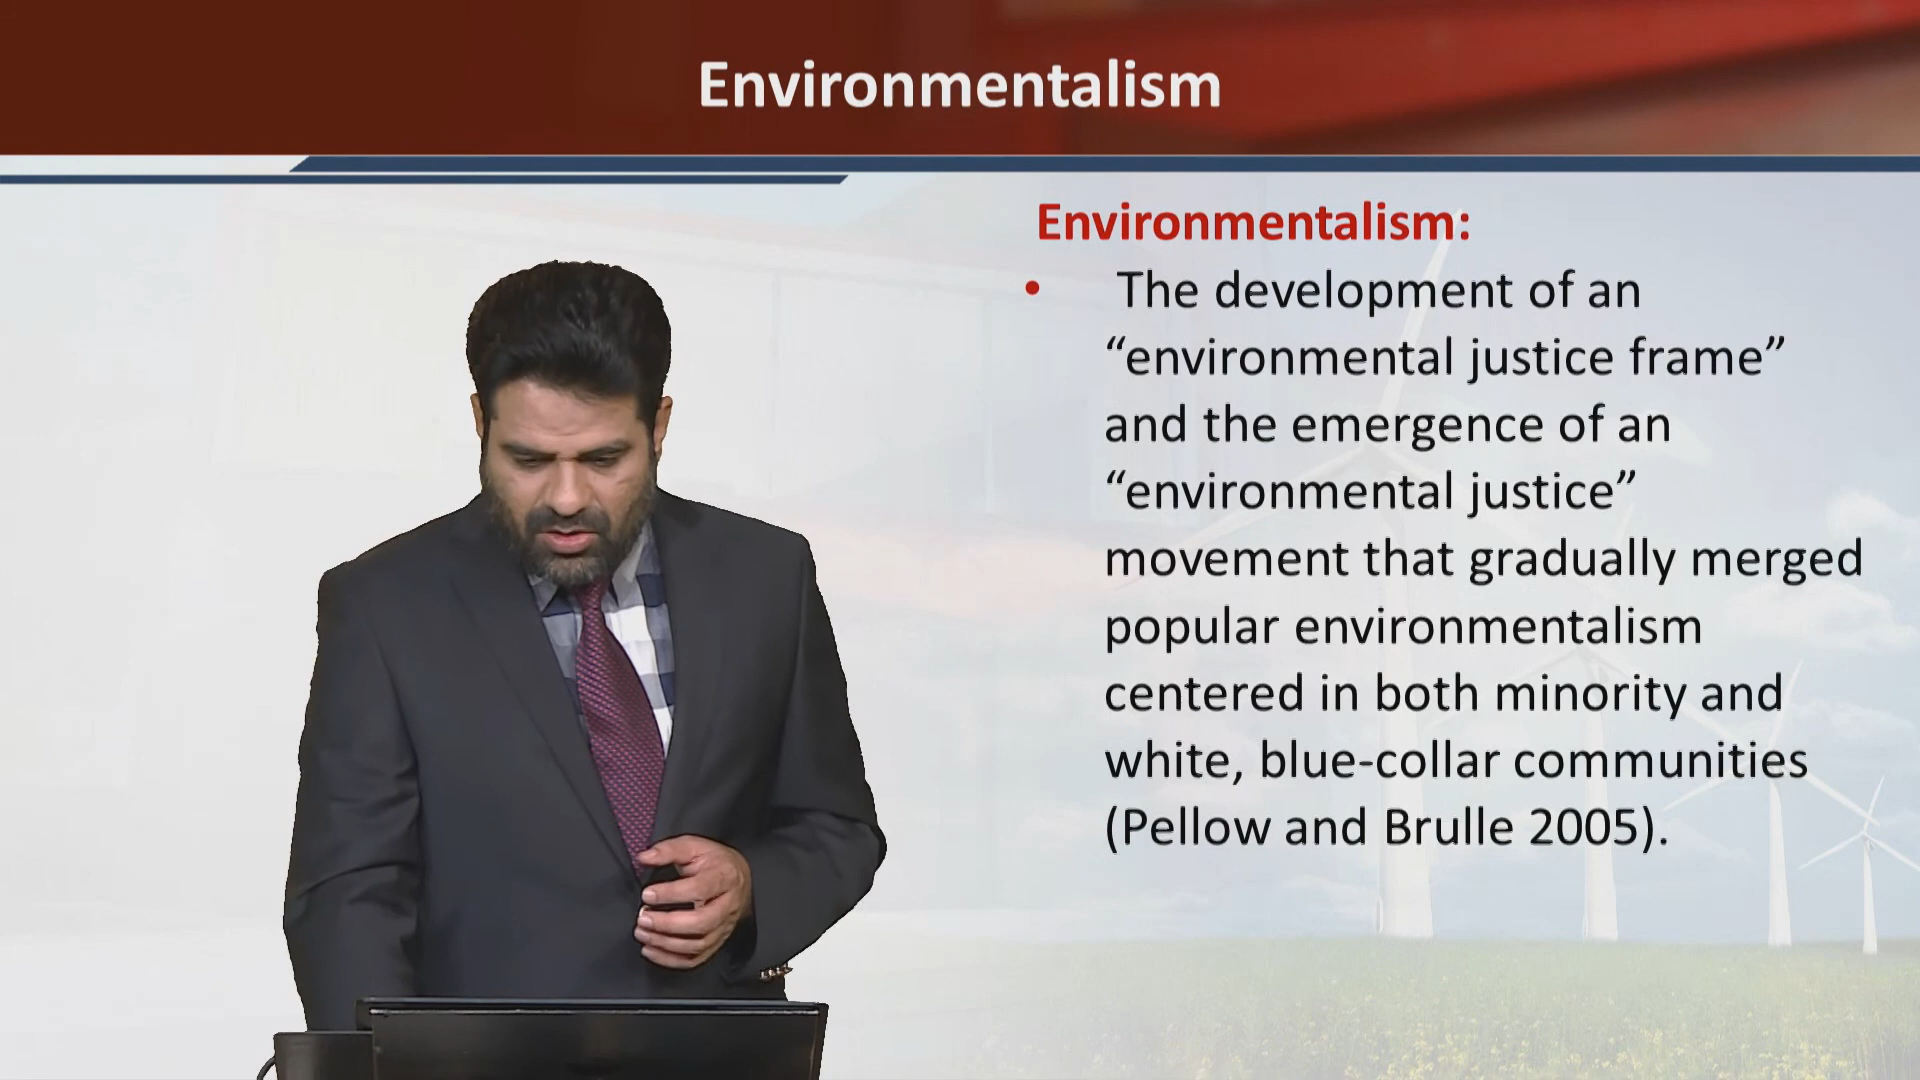 Environmentalism
Environmentalism:
• The development of an
“environmental justice frame”
and the emergence of an
“environmental justice”
movement that gradually merged
popular environmentalism
centered in both minority and
white, blue-collar communities
(Pellow and Brulle 2005).